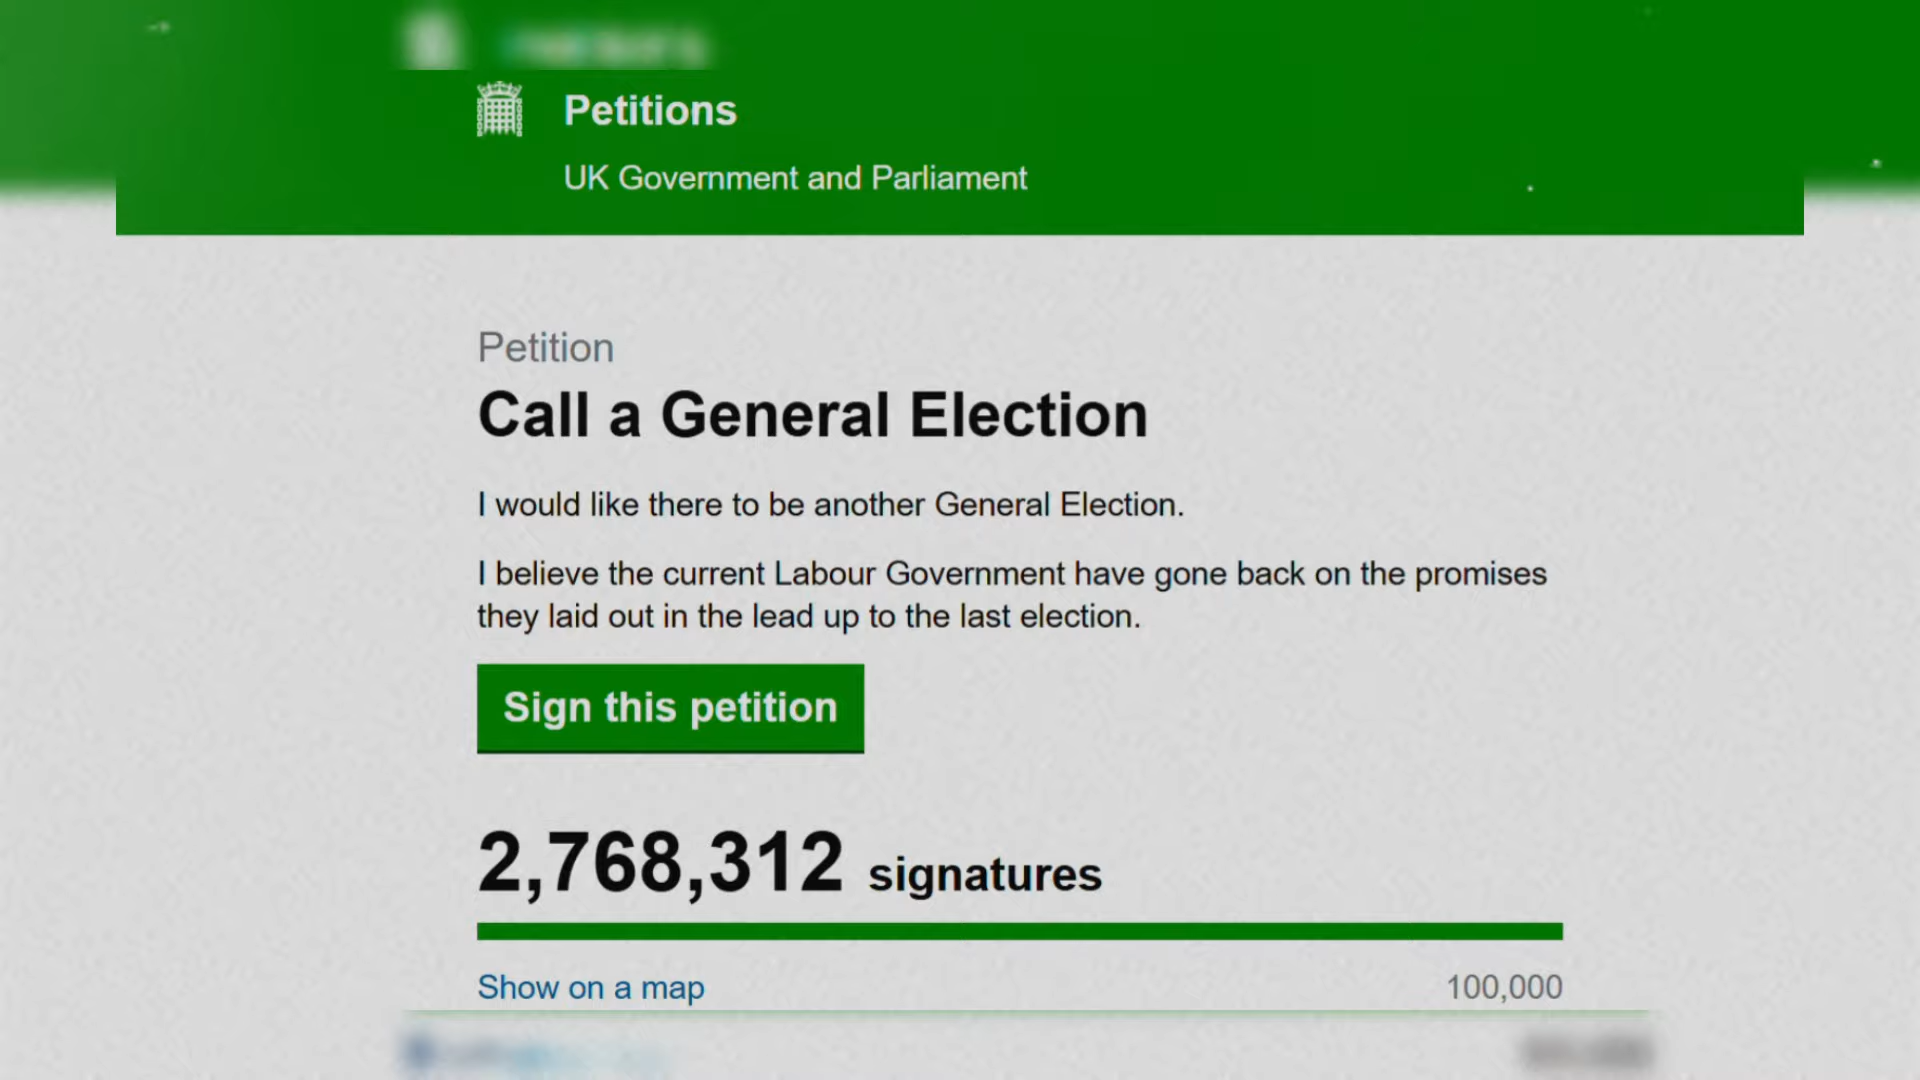 Petitions
UK Government and Parliament
Petition
Call a General Election
I would like there to be another General Election.
I believe the current Labour Government have gone back on the promises
they laid out in the lead up to the last election.
Sign this petition
2,768,312 signatures
Show on a map 100,000